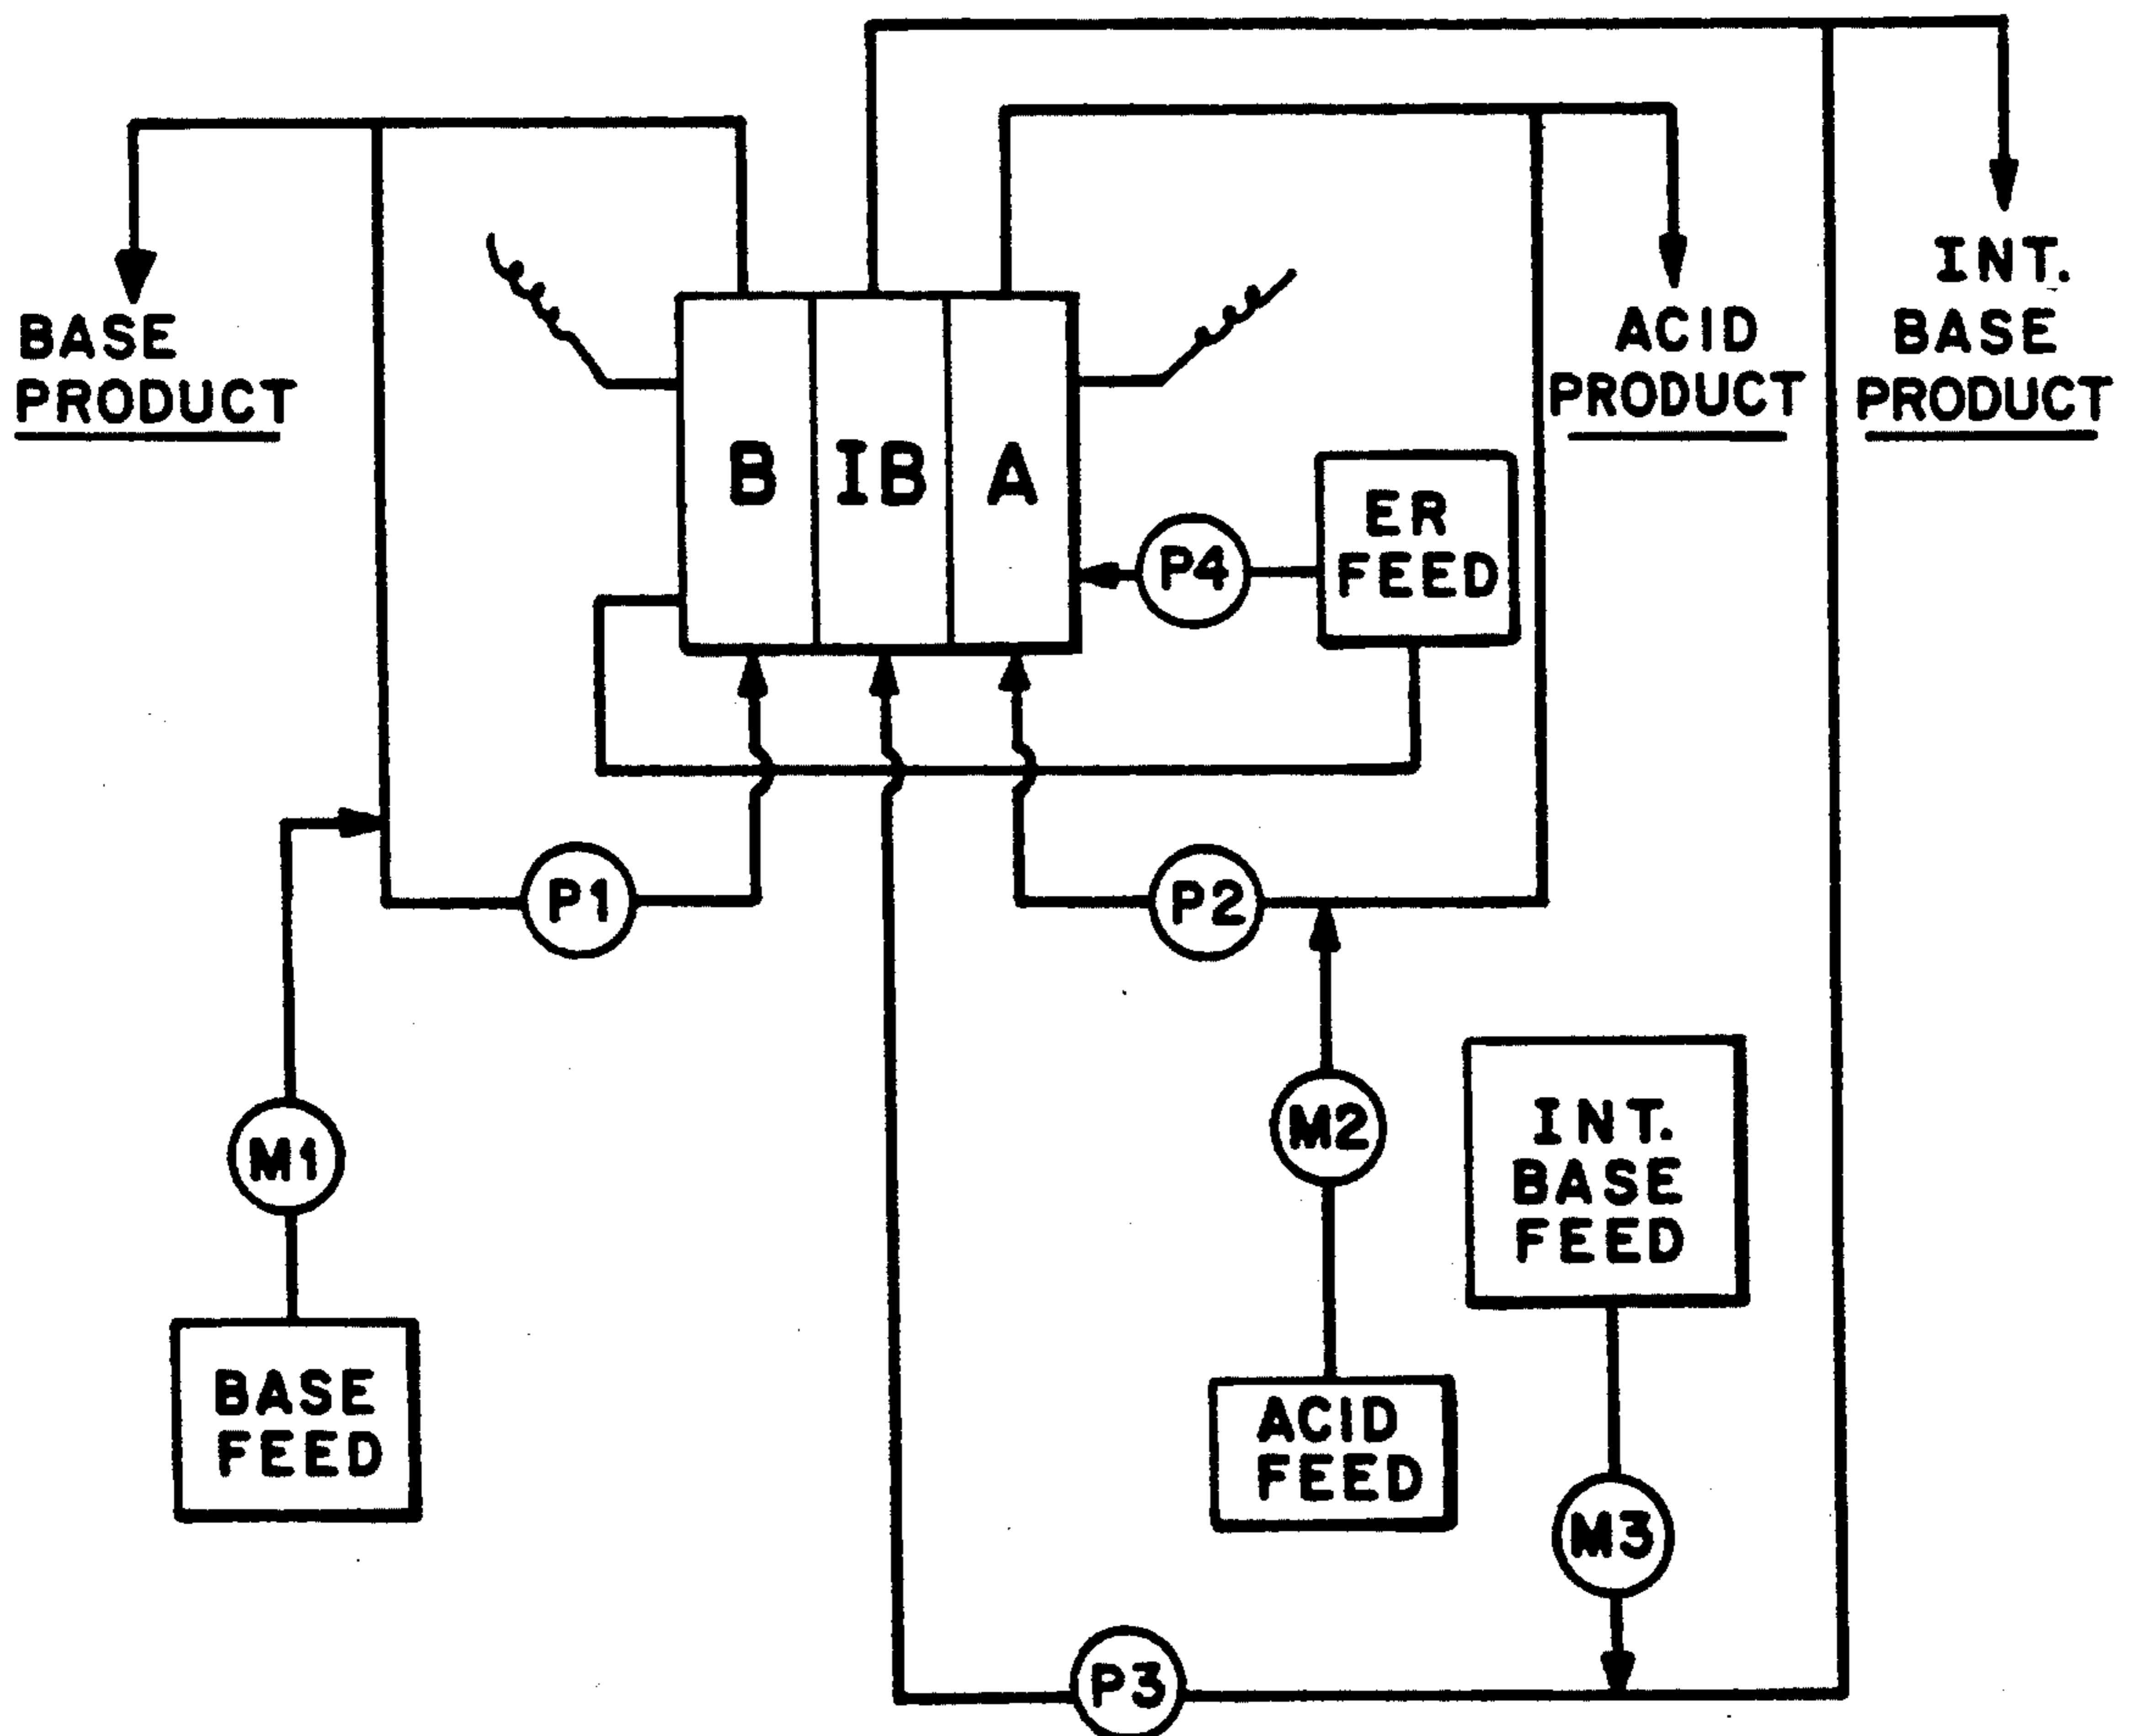 INT.
BASE
PRODUCT
BASE
PRODUCT
ACID
PRODUCT
B
IB
A
ER
FEED
P4
P1
P2
M1
M2
INT.
BASE
FEED
BASE
FEED
ACID
FEED
M3
P3